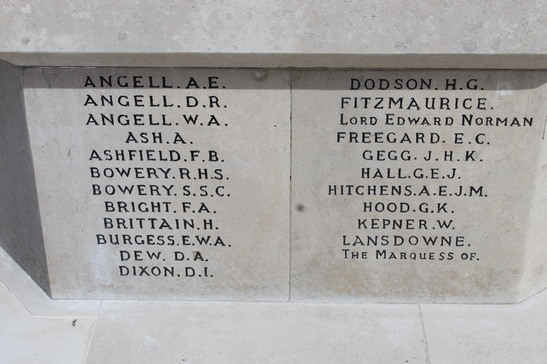 ANGELL. A.E.
ANGELL. D.R.
ANGELL. W.A.
ASH. A.
ASHFIELD. F.B.
BOWERY. R.H.S.
BOWERY. S.S.C.
BRIGHT. F.A.
BRITTAIN. H.
BURGESS. E.W.A.
DEW. D.A.
DIXON. D.I.
DODSON. H.G.
FITZMAURICE.
LORD EDWARD NORMAN
FREEGARD. E.C.
GEGG. J.H.K.
HALL. G.E.J.
HITCHENS. A.E.J.M.
HOOD. G.K.
KEPNER. W.
LANSDOWNE.
THE MARQUESS OF.